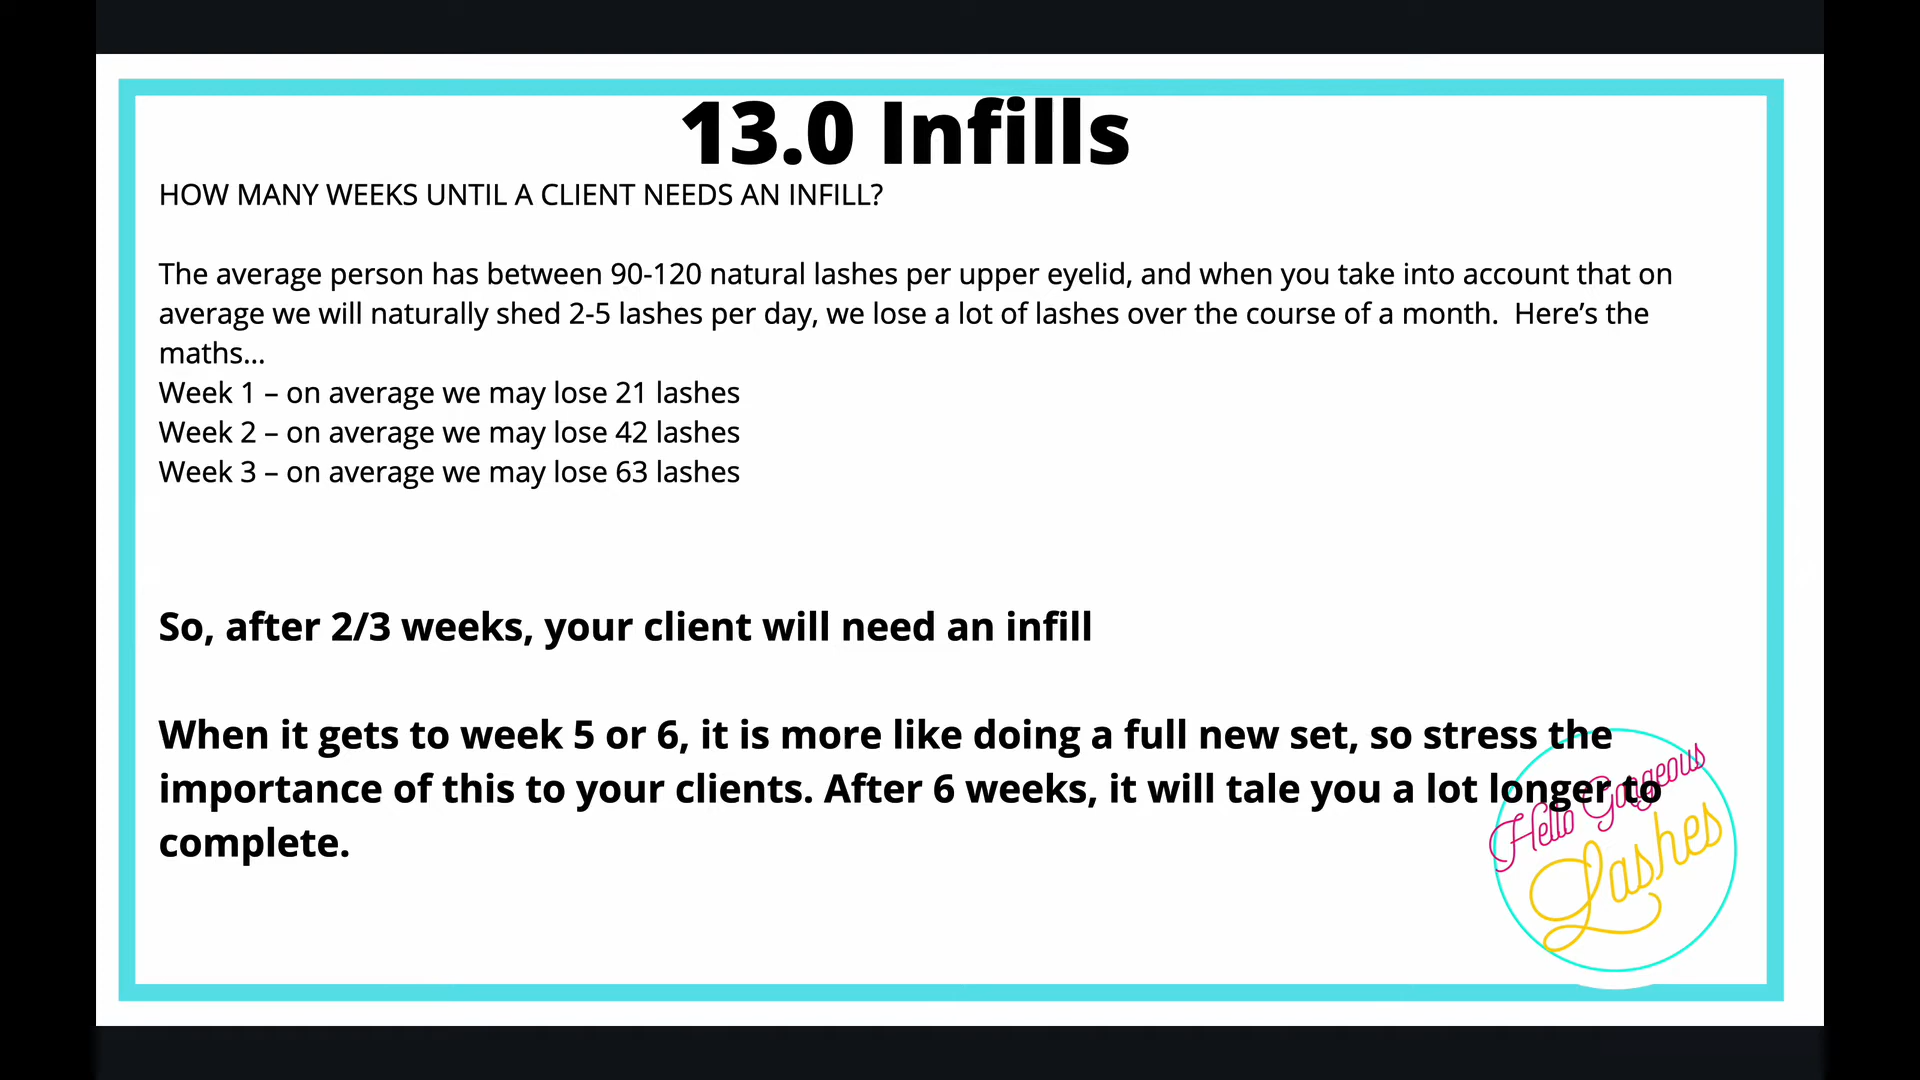 13.0 Infills
HOW MANY WEEKS UNTIL A CLIENT NEEDS AN INFILL?
The average person has between 90-120 natural lashes per upper eyelid, and when you take into account that on
average we will naturally shed 2-5 lashes per day, we lose a lot of lashes over the course of a month.  Here’s the
maths...
Week 1 – on average we may lose 21 lashes
Week 2 – on average we may lose 42 lashes
Week 3 – on average we may lose 63 lashes
So, after 2/3 weeks, your client will need an infill
When it gets to week 5 or 6, it is more like doing a full new set, so stress the
importance of this to your clients. After 6 weeks, it will tale you a lot longer to
complete.
Hello Gorgeous
Lashes